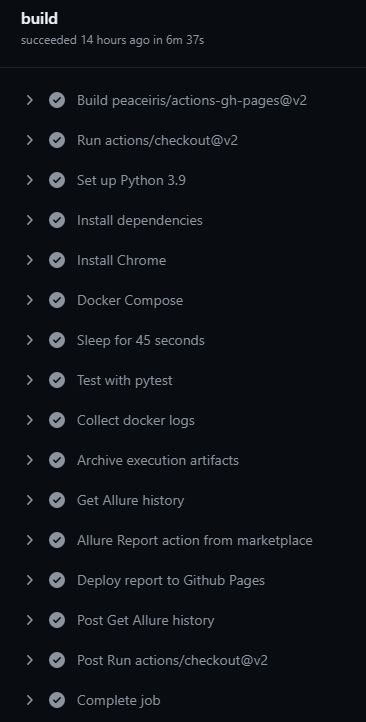 build
succeeded 14 hours ago in 6m 37s
Build peaceiris/actions-gh-pages@v2
Run actions/checkout@v2
Set up Python 3.9
Install dependencies
Install Chrome
Docker Compose
Sleep for 45 seconds
Test with pytest
Collect docker logs
Archive execution artifacts
Get Allure history
Allure Report action from marketplace
Deploy report to Github Pages
Post Get Allure history
Post Run actions/checkout@v2
Complete job